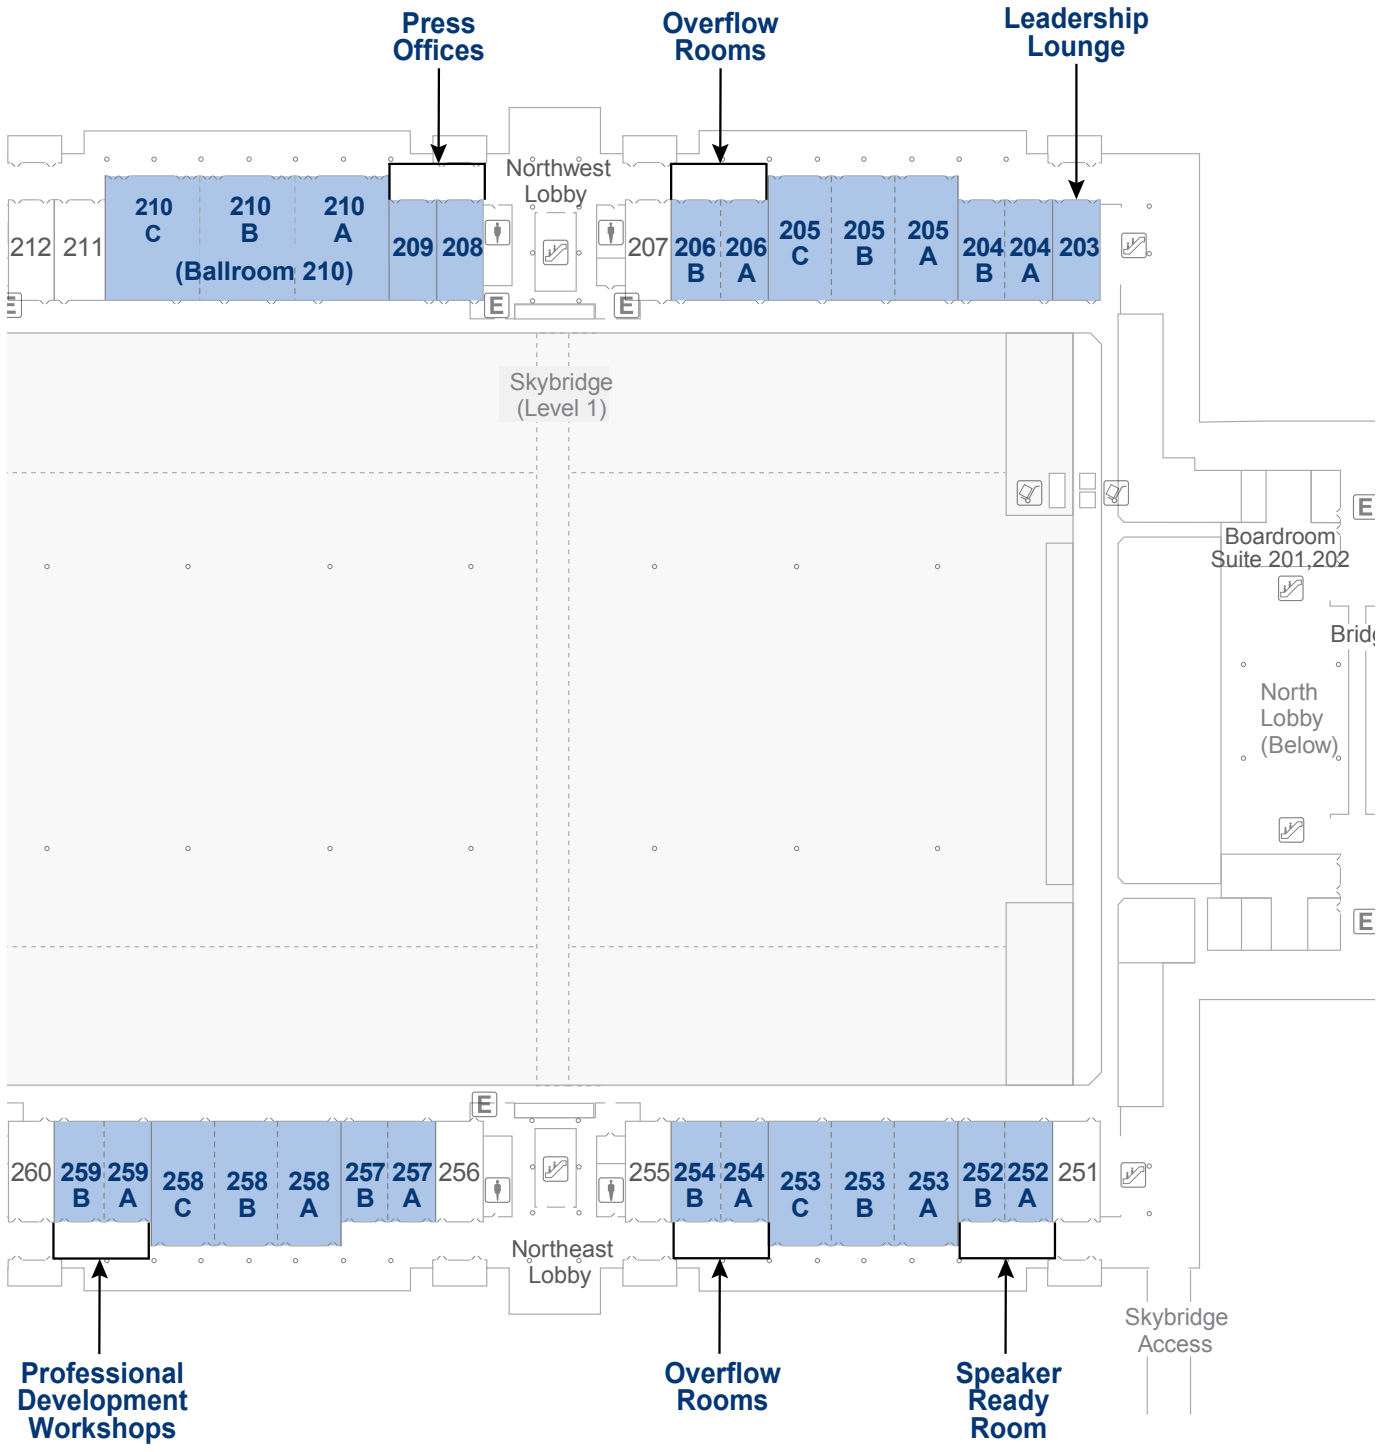 Press
Offices
Overflow
Rooms
Leadership
Lounge
Northwest
Lobby
212
211
210
C
210
B
210
A
(Ballroom 210)
209
208
207
206
B
206
A
205
C
205
B
205
A
204
B
204
A
203
E
E
E
Skybridge
(Level 1)
E
Boardroom
Suite 201,202
Bridg
North
Lobby
(Below)
E
E
260
259
B
259
A
258
C
258
B
258
A
257
B
257
A
256
255
254
B
254
A
253
C
253
B
253
A
252
B
252
A
251
Northeast
Lobby
Skybridge
Access
Professional
Development
Workshops
Overflow
Rooms
Speaker
Ready
Room